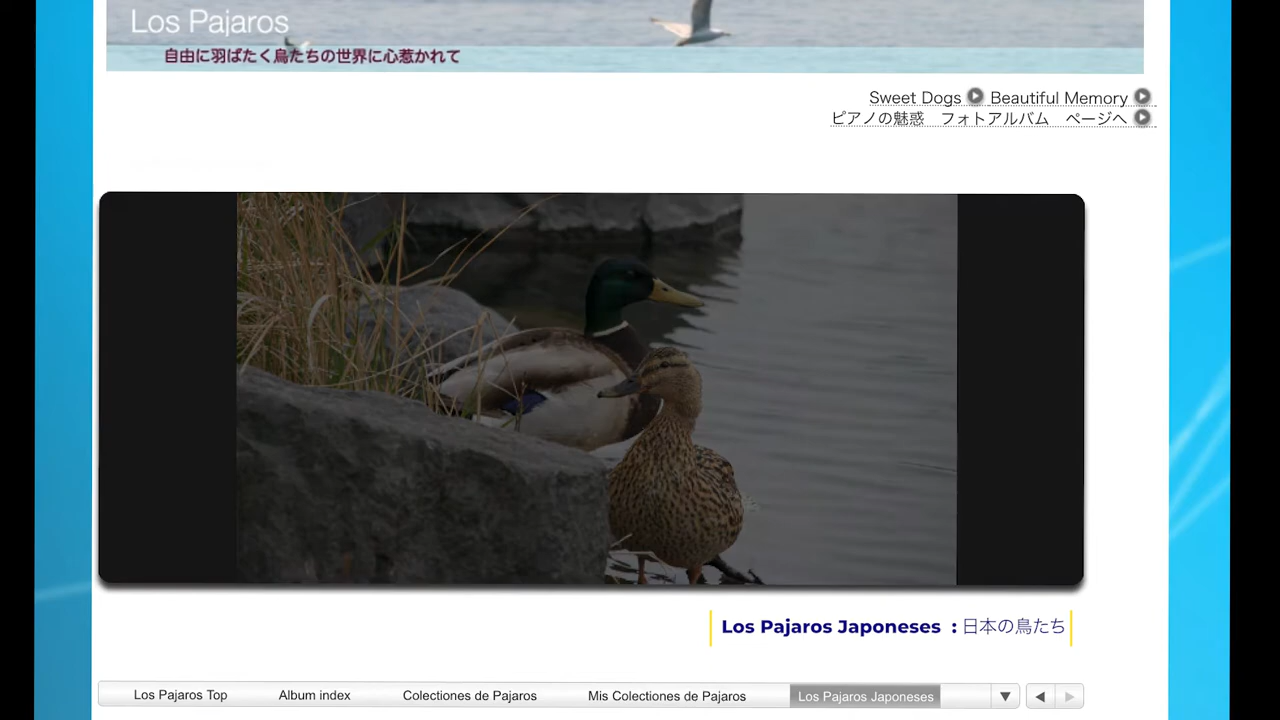 Los Pajaros
自由に羽ばたく鳥たちの世界に心惹かれて
Sweet Dogs Beautiful Memory
ピアノの魅惑　フォトアルバム　ページへ
Los Pajaros Japoneses : 日本の鳥たち
Los Pajaros Top Album index Colectiones de Pajaros Mis Colectiones de Pajaros Los Pajaros Japoneses